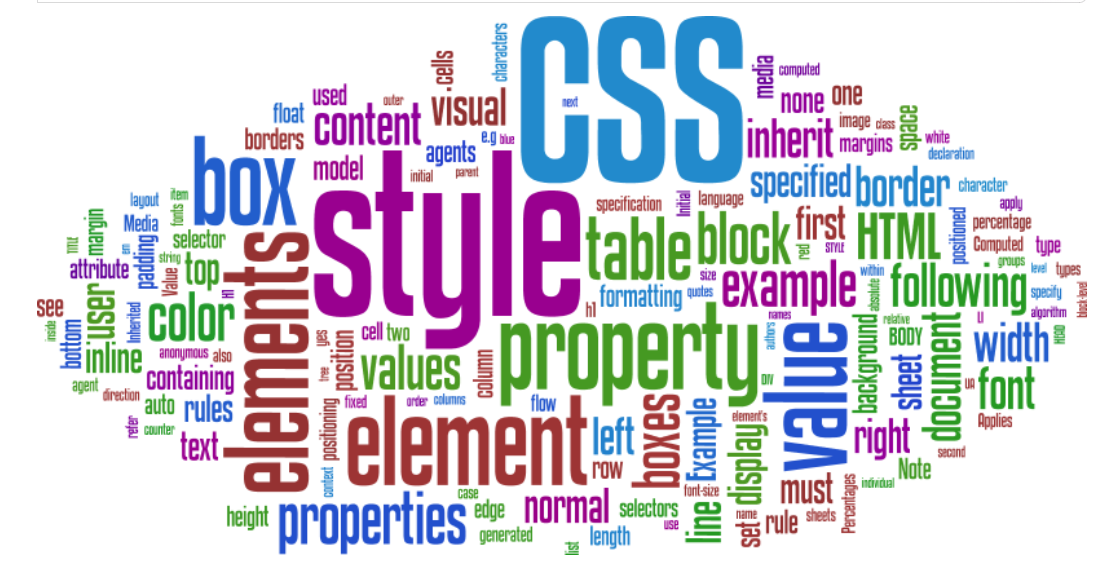 CSS
characters
cells
media
computed
used
outer
visual
next
none
one
float
content
image
class
space
borders
e.g
blue
inherit
margins
white
box
model
agents
declaration
initial
parent
style
specified
border
character
layout
item
specification
Initial
language
apply
Media
fonts
margin
table
block
first
HTML
positioned
percentage
TITLE
em
padding
selector
elements
red
STYLE
Computed
type
attribute
string
top
Value
size
example
within
groups
level
types
following
see
user
H1
formatting
quotes
absolute
specify
block-level
inside
Inherited
color
h1
names
algorithm
bottom
yes
cell
two
property
authors
value
background
relative
LI
HEAD
inline
anonymous
also
position
values
column
BODY
document
width
agent
containing
tree
DIV
sheet
UA
font
direction
auto
rules
fixed
order
columns
flow
boxes
Example
element's
refer
counter
positioning
element
left
display
right
Applies
text
row
second
context
font-size
must
Note
individual
height
properties
case
edge
normal
selectors
line
name
set
rule
sheets
Percentages
generated
use
list
length